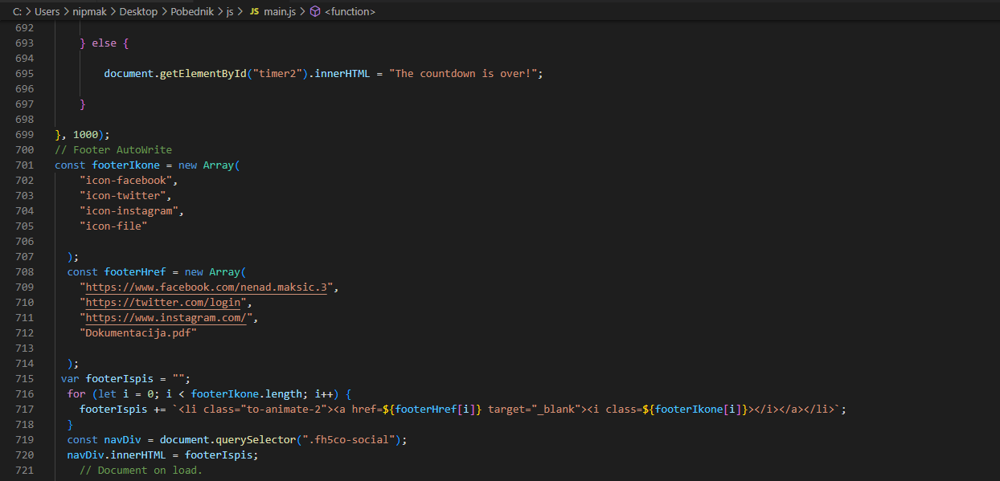 C: > Users > nipmak > Desktop > Pobednik > js > JS main.js > <function>
692
693 } else {
694
695 document.getElementById("timer2").innerHTML = "The countdown is over!";
696
697 }
698
699 }, 1000);
700 // Footer AutoWrite
701 const footerIkone = new Array(
702 "icon-facebook",
703 "icon-twitter",
704 "icon-instagram",
705 "icon-file"
706
707 );
708 const footerHref = new Array(
709 "https://www.facebook.com/nenad.maksic.3",
710 "https://twitter.com/login",
711 "https://www.instagram.com/",
712 "Dokumentacija.pdf"
713
714 );
715 var footerIspis = "";
716 for (let i = 0; i < footerIkone.length; i++) {
717 footerIspis += `<li class="to-animate-2"><a href=${footerHref[i]} target="_blank"><i class=${footerIkone[i]}></i></a></li>`;
718 }
719 const navDiv = document.querySelector(".fh5co-social");
720 navDiv.innerHTML = footerIspis;
721 // Document on load.